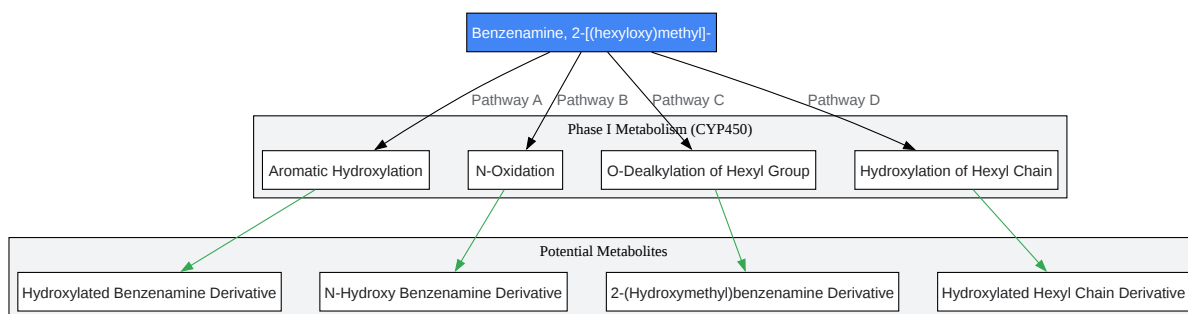 Benzenamine, 2-[(hexyloxy)methyl]-
Pathway A
Pathway B
Pathway C
Pathway D
Phase I Metabolism (CYP450)
Aromatic Hydroxylation
N-Oxidation
O-Dealkylation of Hexyl Group
Hydroxylation of Hexyl Chain
Potential Metabolites
Hydroxylated Benzenamine Derivative
N-Hydroxy Benzenamine Derivative
2-(Hydroxymethyl)benzenamine Derivative
Hydroxylated Hexyl Chain Derivative